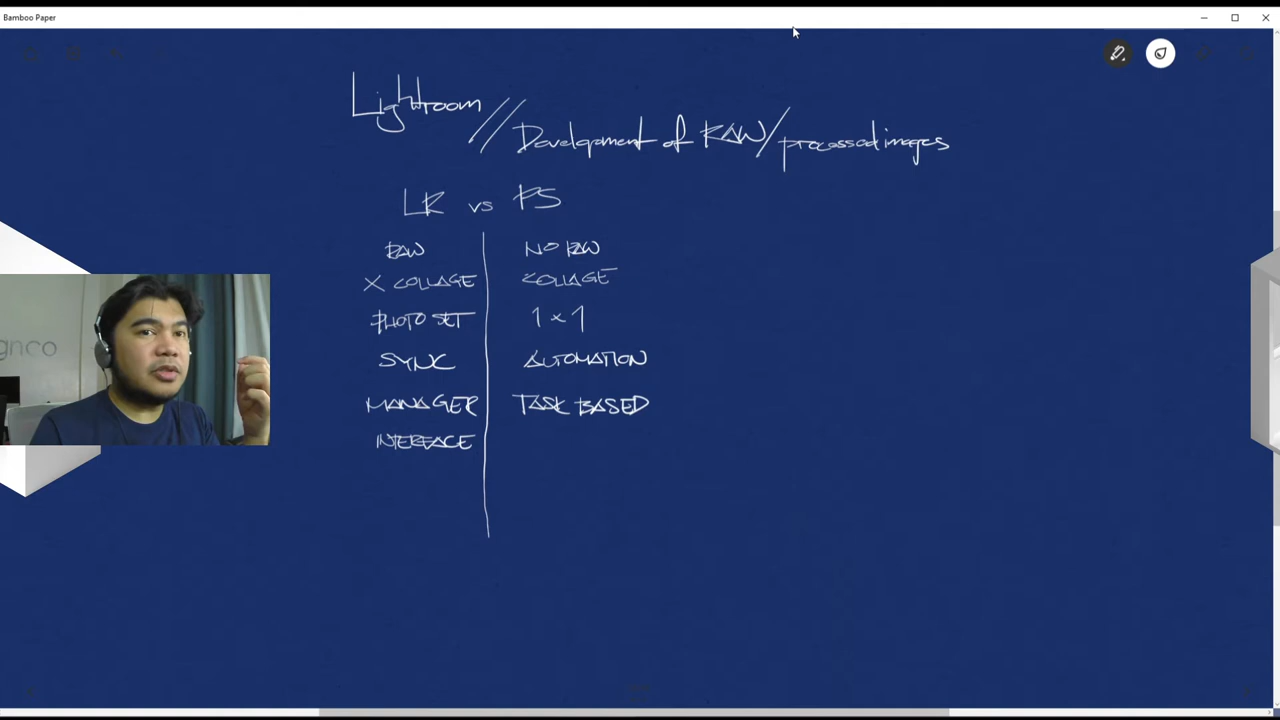 Bamboo Paper
Lightroom // Development of RAW/processed images
LR vs PS
RAW NO RAW
X COLLAGE COLLAGE
PHOTO SET 1 x 1
SYNC AUTOMATION
MANAGER TASK BASED
INTERFACE
gnco